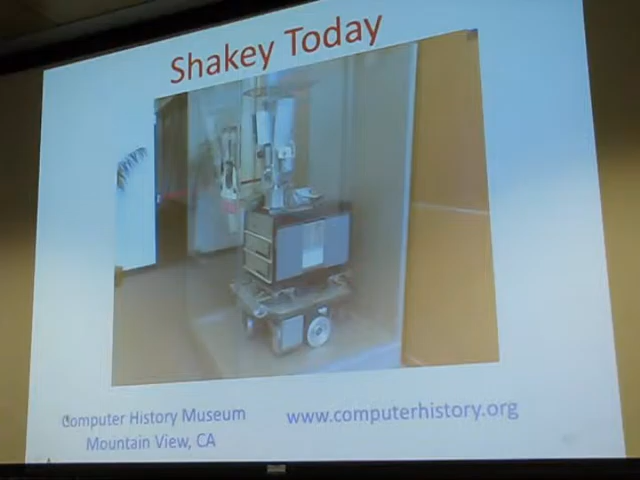 Shakey Today
Computer History Museum
Mountain View, CA
www.computerhistory.org